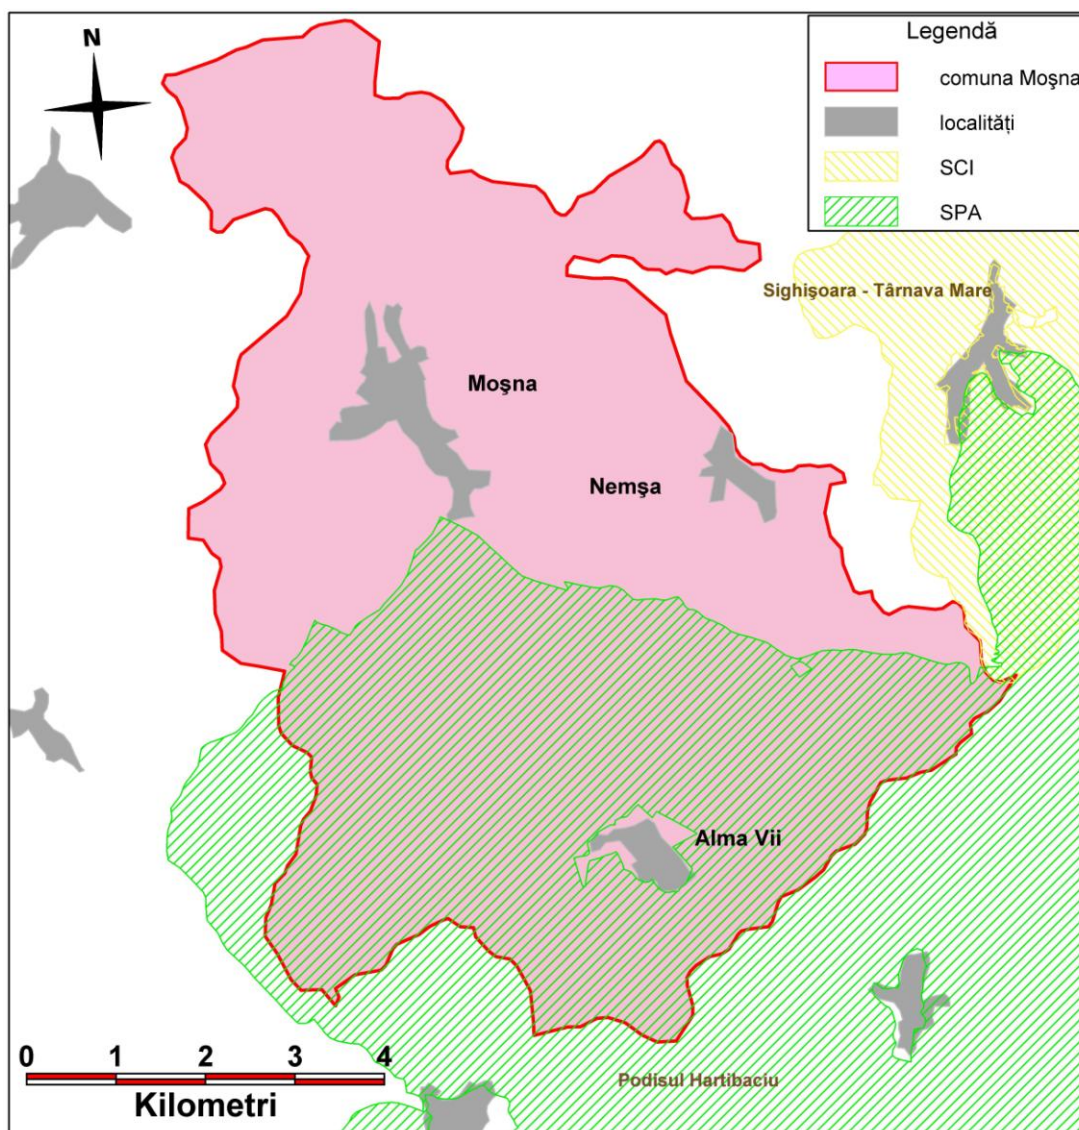 N
Legendă
comuna Moşna
localități
SCI
SPA
Sighişoara - Târnava Mare
Moşna
Nemşa
Alma Vii
0 1 2 3 4
Kilometri
Podisul Hartibaciu